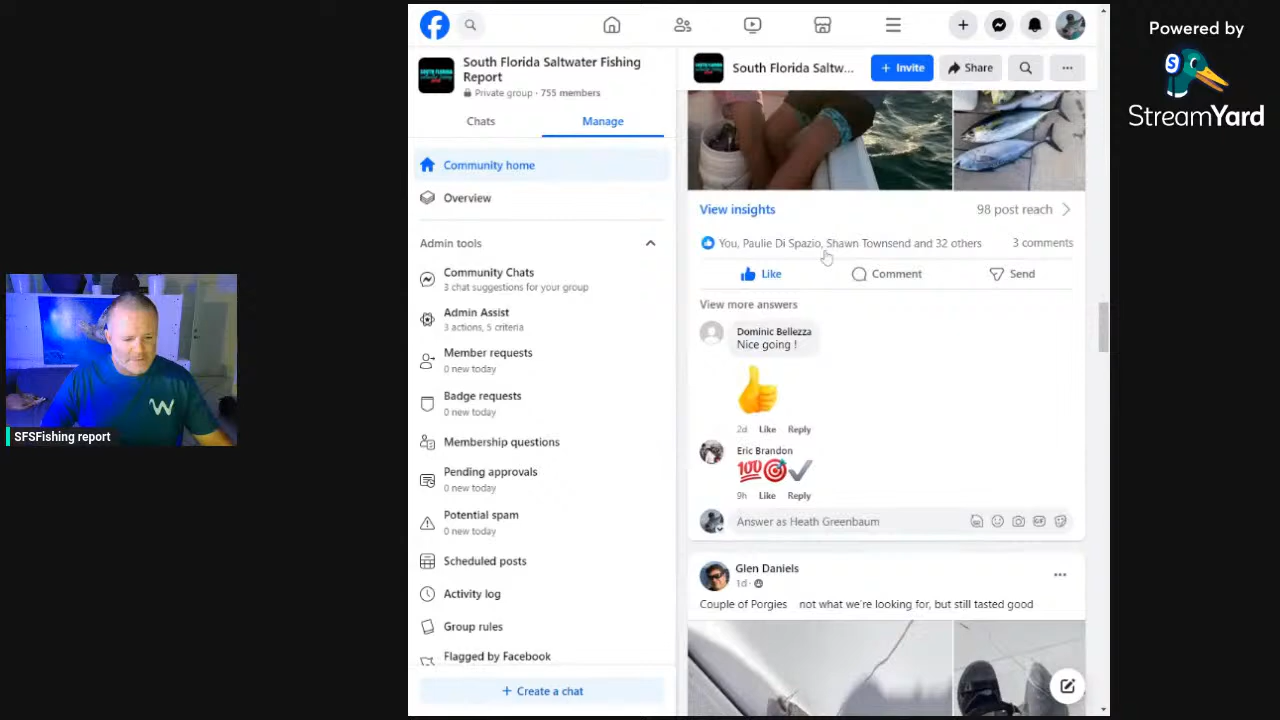 Powered by
StreamYard
SFSFishing report
South Florida Saltwater Fishing
Report
Private group · 755 members
Chats
Manage
Community home
Overview
Admin tools
Community Chats
3 chat suggestions for your group
Admin Assist
3 actions, 5 criteria
Member requests
0 new today
Badge requests
0 new today
Membership questions
Pending approvals
0 new today
Potential spam
0 new today
Scheduled posts
Activity log
Group rules
Flagged by Facebook
+ Create a chat
South Florida Saltw...
+ Invite
Share
View insights
98 post reach
You, Paulie Di Spazio, Shawn Townsend and 32 others
3 comments
Like
Comment
Send
View more answers
Dominic Bellezza
Nice going !
2d Like Reply
Eric Brandon
💯🎯✔
9h Like Reply
Answer as Heath Greenbaum
GIF
Glen Daniels
1d ·
Couple of Porgies not what we're looking for, but still tasted good